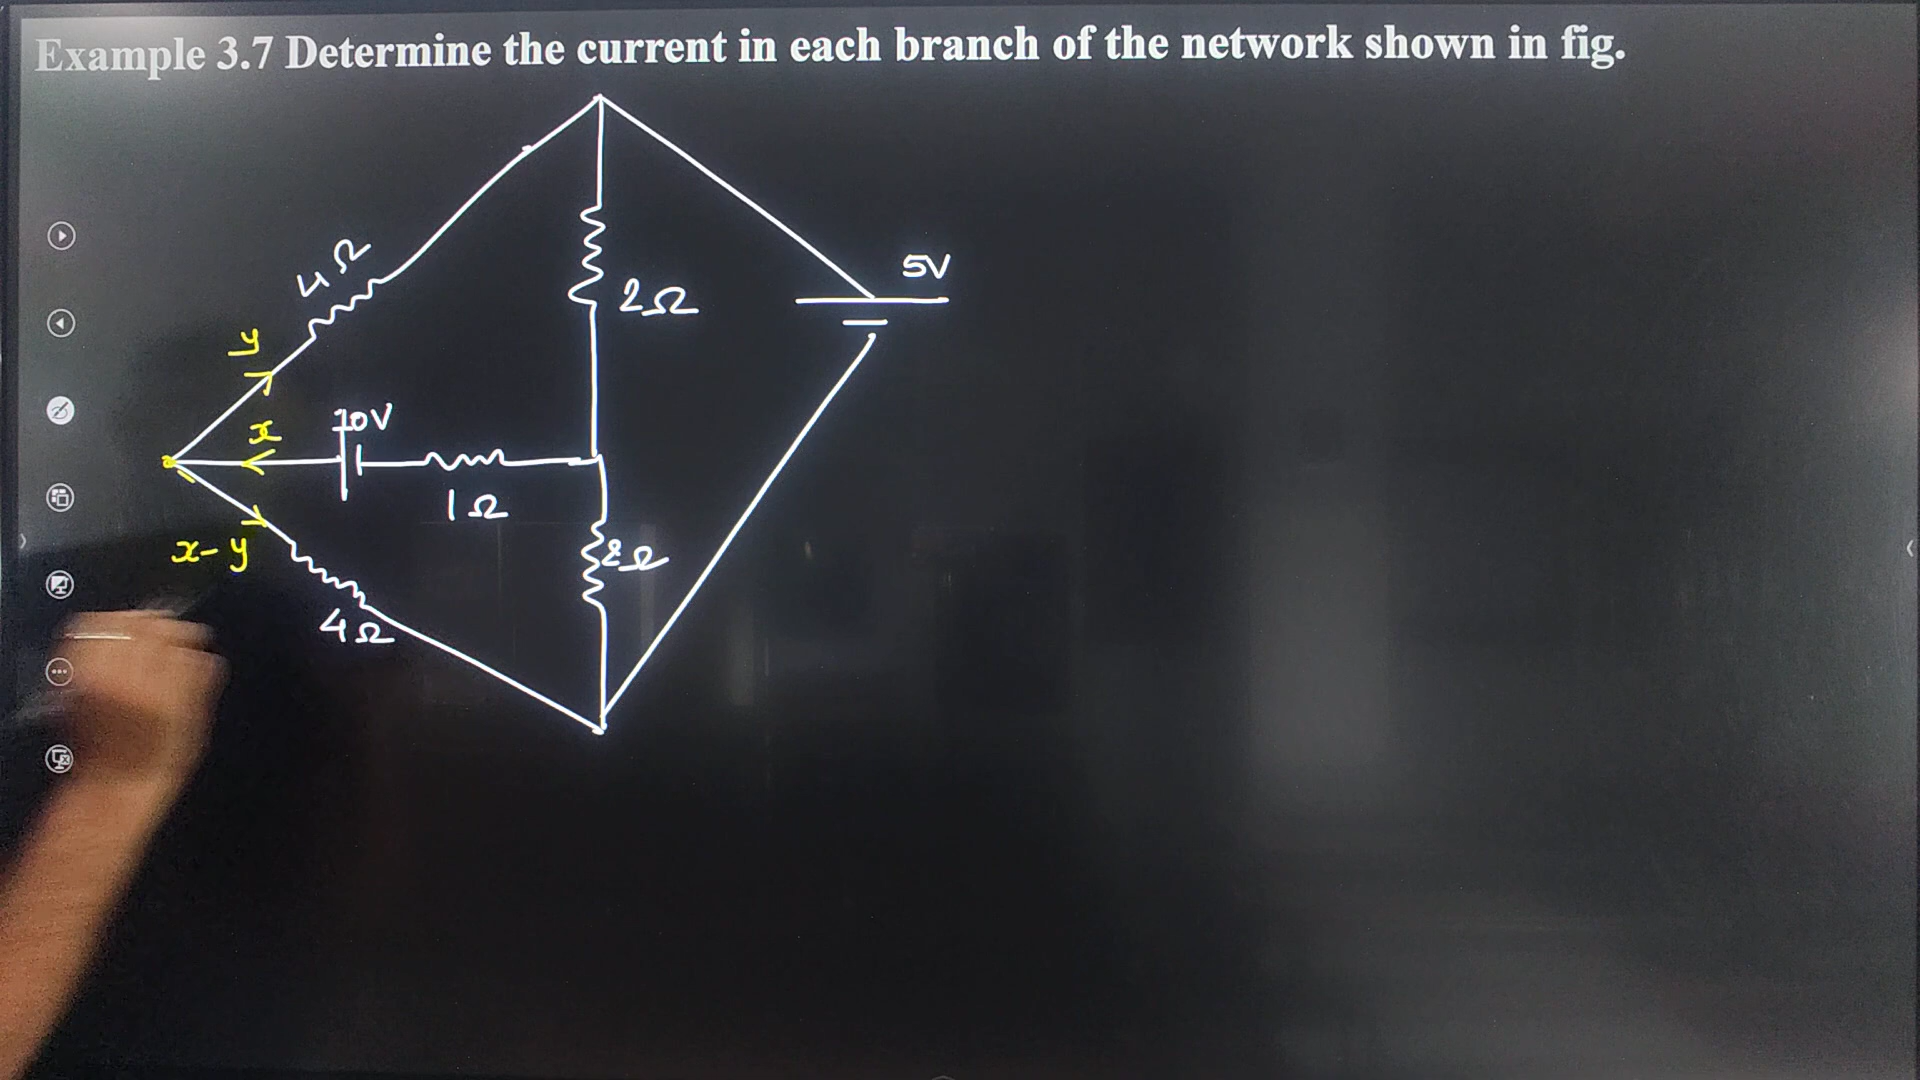 Example 3.7 Determine the current in each branch of the network shown in fig.
5V
4Ω
2Ω
y
10V
x
1Ω
x-y
2Ω
4Ω